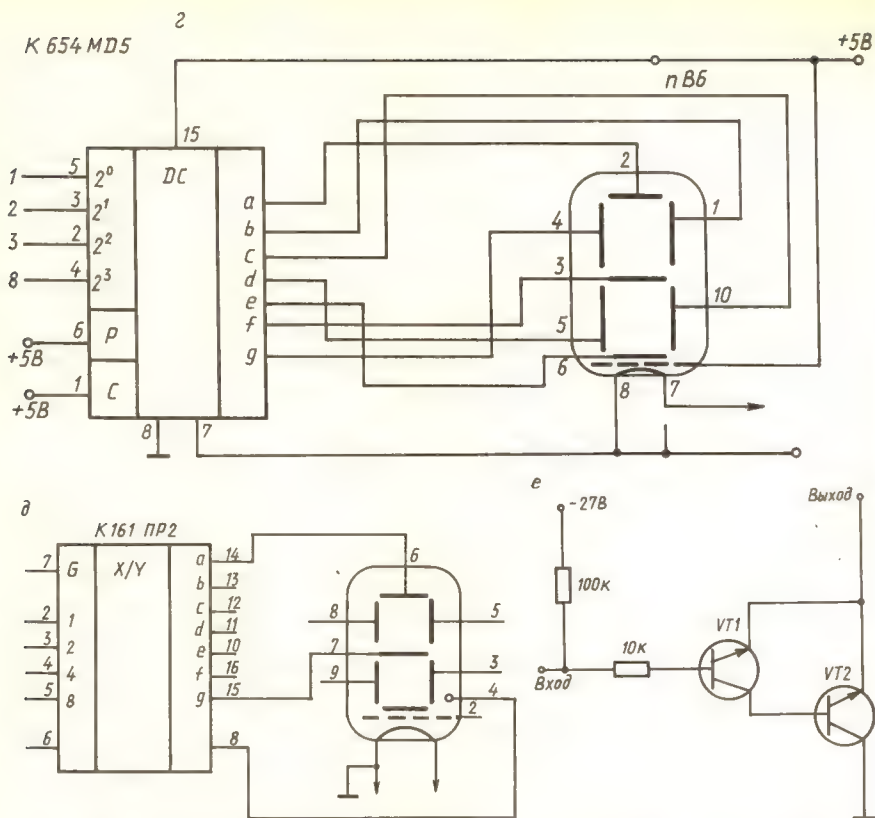 г
К 654 MD5
+5В
пВ6
15
1 5 2⁰ DC
2 3 2¹
3 2 2²
8 4 2³
+5В 6 P
+5В 1 C
8 7
a
b
c
d
e
f
g
2
4 1
3
5 10
6
8 7
д
К161 ПР2
7 G X/Y a 14
b 13
2 1 c 12
3 2 d 11
4 4 e 10
5 8 f 16
g 15
6 8
6
8 5
7
9 3
4
2
е
-27В
Выход
100к
VT1
10к
Вход
VT2